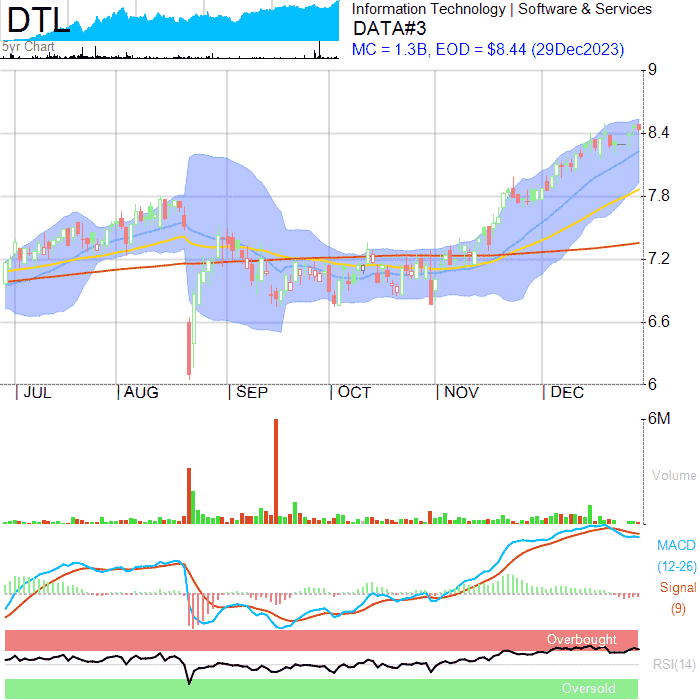 DTL
5yr Chart
Information Technology | Software & Services
DATA#3
MC = 1.3B, EOD = $8.44 (29Dec2023)
9
8.4
7.8
7.2
6.6
6
JUL AUG SEP OCT NOV DEC
6M
Volume
MACD
(12-26)
Signal
(9)
Overbought
RSI(14)
Oversold